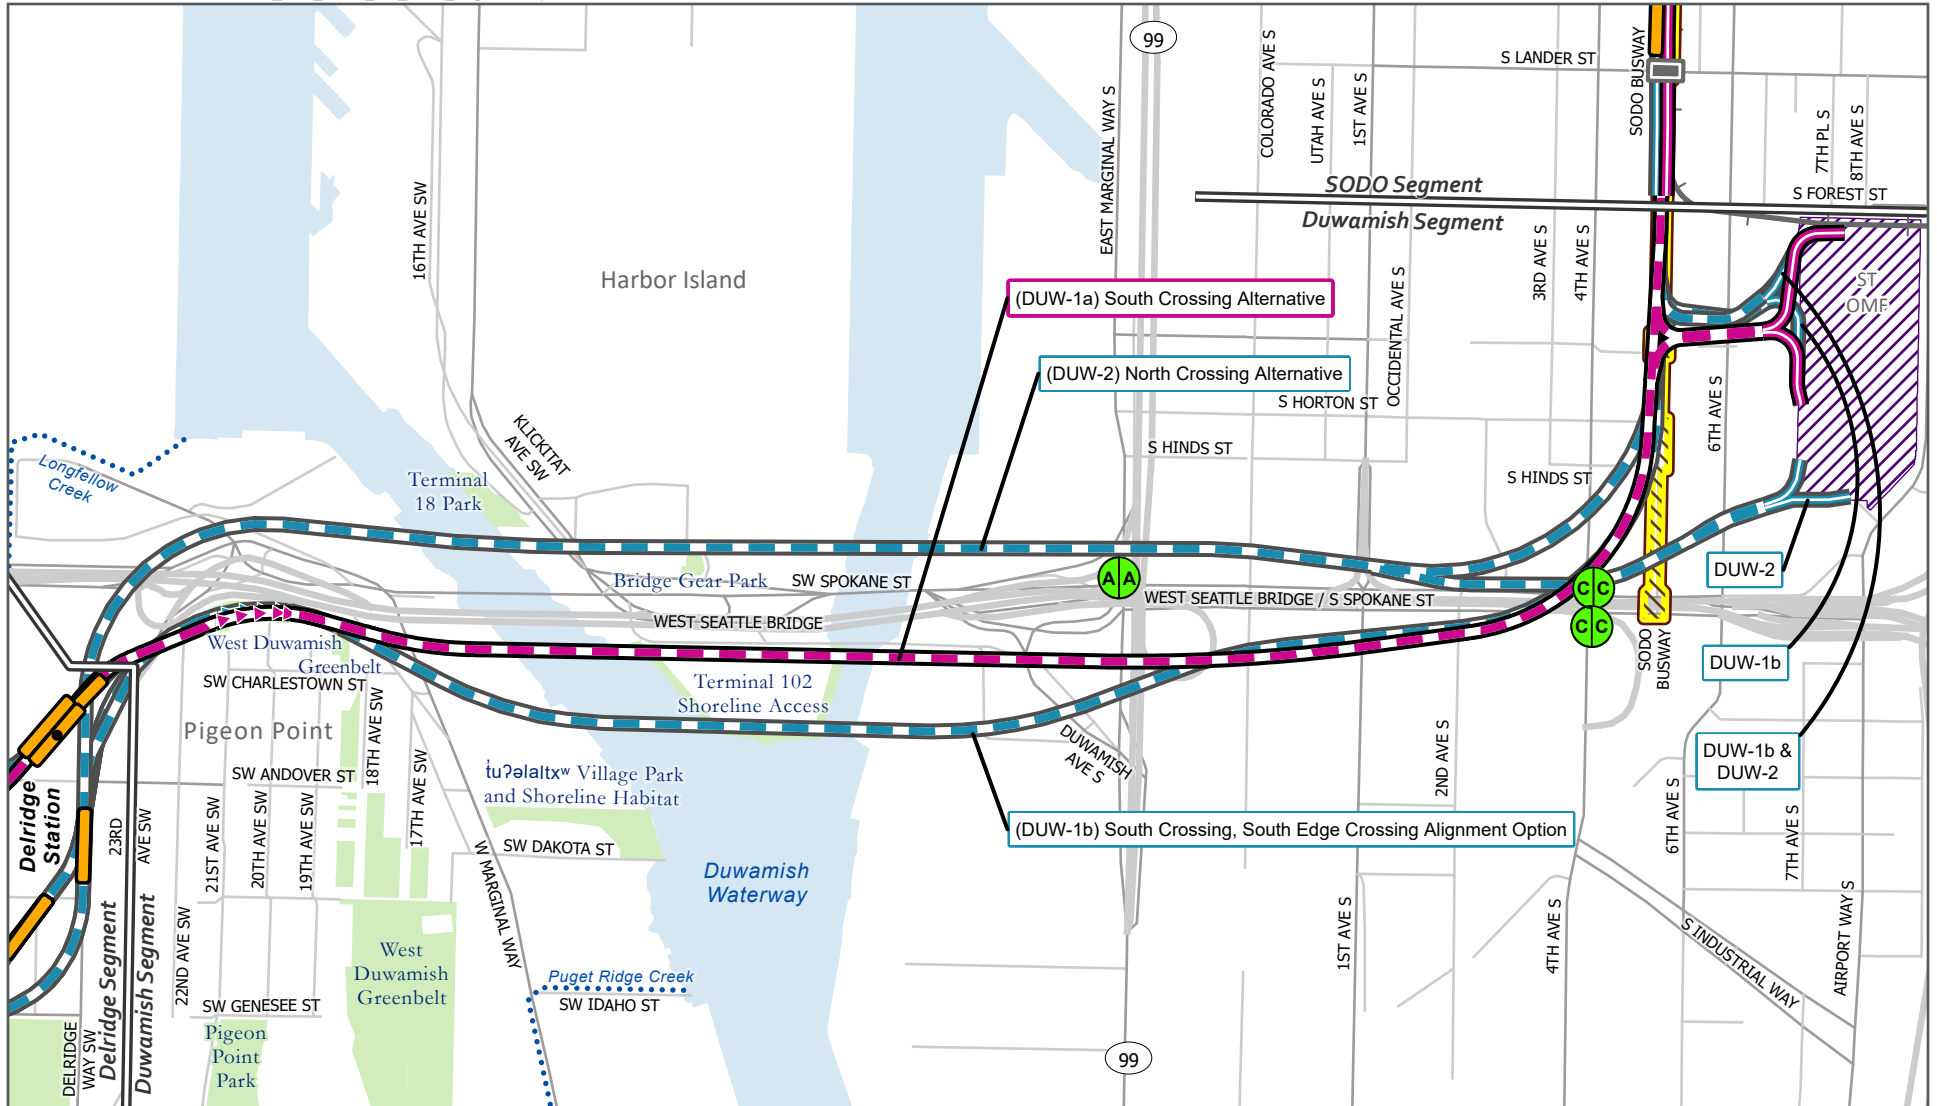 99
COLORADO AVE S
UTAH AVE S
1ST AVE S
S LANDER ST
SODO BUSWAY
7TH PL S
8TH AVE S
EAST MARGINAL WAY S
16TH AVE SW
SODO Segment
Duwamish Segment
S FOREST ST
3RD AVE S
4TH AVE S
Harbor Island
ST
OMF
(DUW-1a) South Crossing Alternative
OCCIDENTAL AVE S
(DUW-2) North Crossing Alternative
6TH AVE S
S HORTON ST
KLICKITAT
AVE SW
S HINDS ST
S HINDS ST
Longfellow
Creek
Terminal
18 Park
A A
C C
C C
DUW-2
Bridge Gear Park
SW SPOKANE ST
WEST SEATTLE BRIDGE / S SPOKANE ST
WEST SEATTLE BRIDGE
West Duwamish
Greenbelt
SODO
BUSWAY
DUW-1b
SW CHARLESTOWN ST
Terminal 102
Shoreline Access
18TH AVE SW
Pigeon Point
DUWAMISH
AVE S
2ND AVE S
DUW-1b &
DUW-2
SW ANDOVER ST
17TH AVE SW
t̓uʔəlaltxʷ Village Park
and Shoreline Habitat
Delridge
Station
23RD
AVE SW
21ST AVE SW
20TH AVE SW
19TH AVE SW
(DUW-1b) South Crossing, South Edge Crossing Alignment Option
6TH AVE S
7TH AVE S
SW DAKOTA ST
W MARGINAL WAY
Duwamish
Waterway
22ND AVE SW
Delridge Segment
Duwamish Segment
1ST AVE S
4TH AVE S
S INDUSTRIAL WAY
AIRPORT WAY S
West
Duwamish
Greenbelt
Puget Ridge Creek
SW IDAHO ST
SW GENESEE ST
Pigeon
Point
Park
DELRIDGE
WAY SW
99